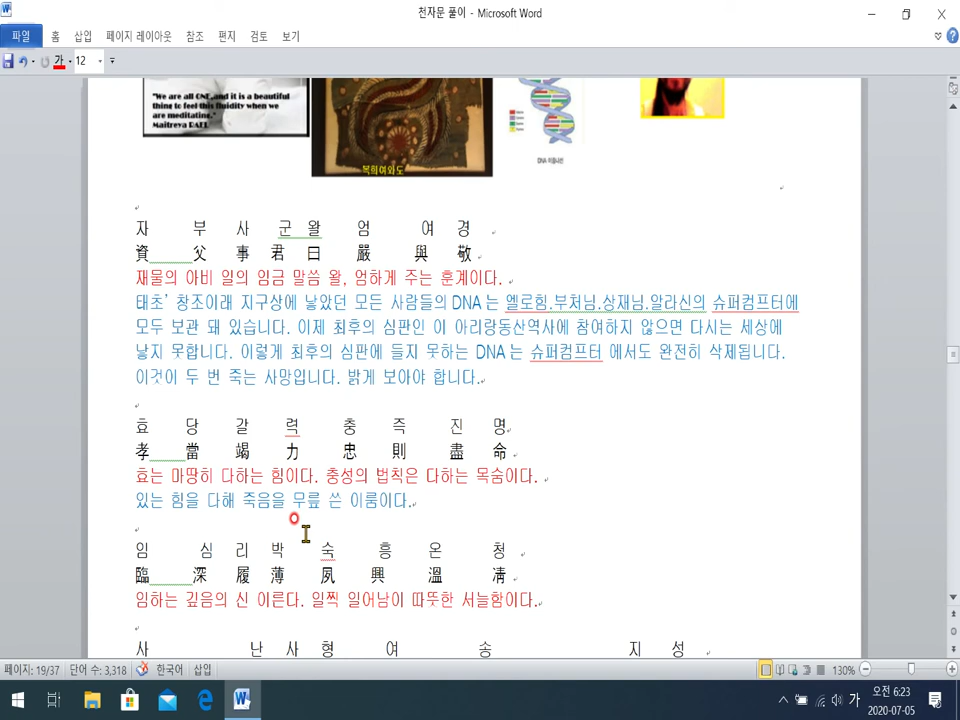 천자문 풀이 - Microsoft Word
파일 홈 삽입 페이지 레이아웃 참조 편지 검토 보기
가 12
"We are all ONE, and it is a beautiful
thing to feel this fluidity when we
are meditating."
Maitreya RAEL
복희여와도
DNA 이중나선
자 부 사 군 왈 엄 여 경
資 父 事 君 曰 嚴 與 敬
재물의 아비 일의 임금 말씀 왈, 엄하게 주는 훈계이다.
태초' 창조이래 지구상에 낳았던 모든 사람들의 DNA 는 엘로힘.부처님.상재님.알라신의 슈퍼컴프터에
모두 보관 돼 있습니다. 이제 최후의 심판인 이 아리랑동산역사에 참여하지 않으면 다시는 세상에
낳지 못합니다. 이렇게 최후의 심판에 들지 못하는 DNA 는 슈퍼컴프터 에서도 완전히 삭제됩니다.
이것이 두 번 죽는 사망입니다. 밝게 보아야 합니다.
효 당 갈 력 충 즉 진 명
孝 當 竭 力 忠 則 盡 命
효는 마땅히 다하는 힘이다. 충성의 법칙은 다하는 목숨이다.
있는 힘을 다해 죽음을 무릎 쓴 이룸이다.
임 심 리 박 숙 흥 온 청
臨 深 履 薄 夙 興 溫 凊
임하는 깊음의 신 이른다. 일찍 일어남이 따뜻한 서늘함이다.
사 난 사 형 여 송 지 성
페이지: 19/37 단어 수: 3,318 한국어 삽입 130%
가 오전 6:23
2020-07-05